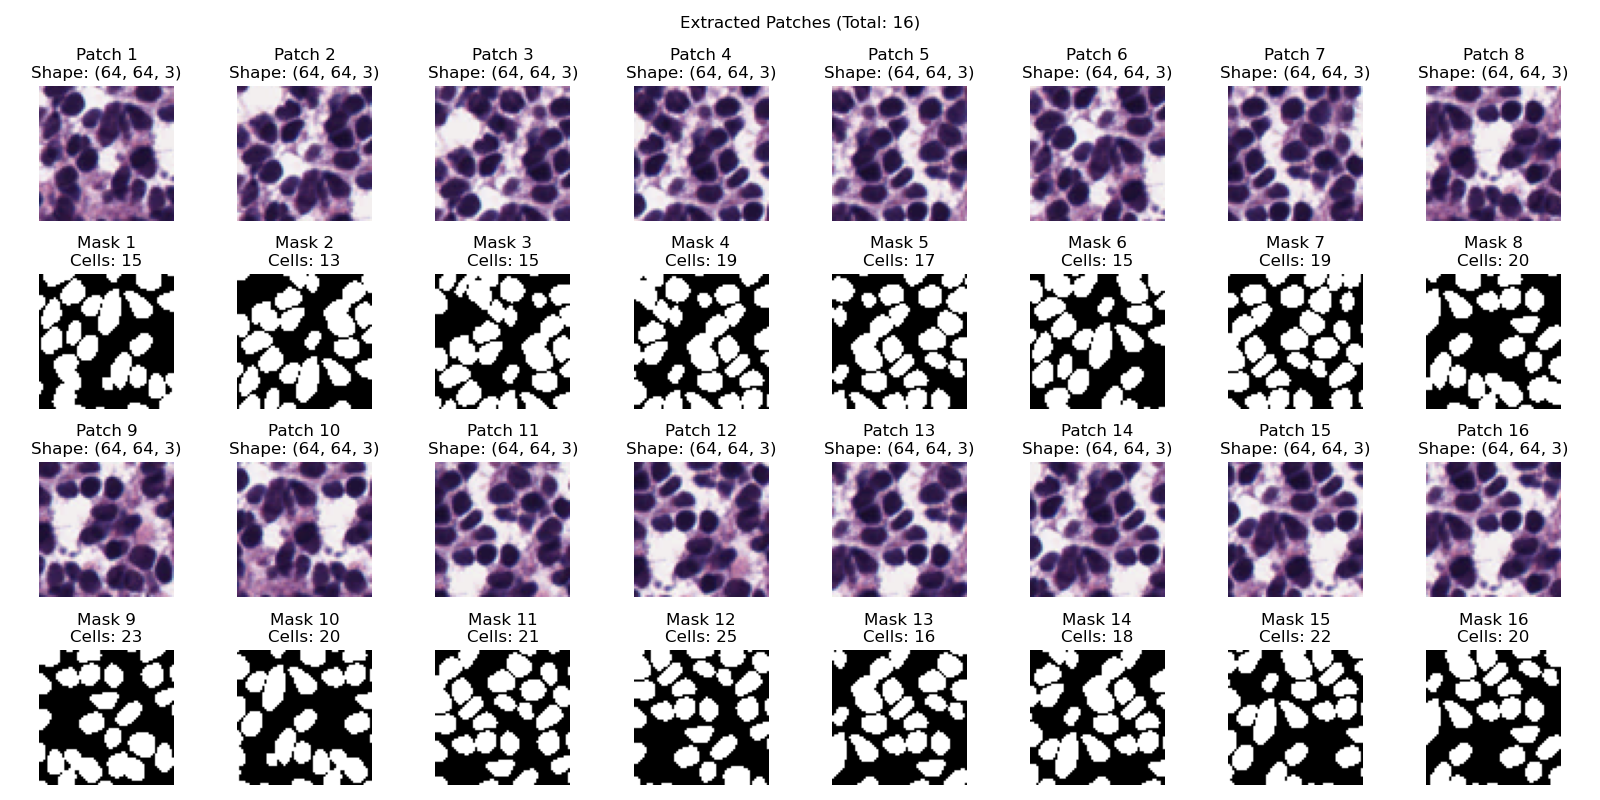 Extracted Patches (Total: 16)
Patch 1 Patch 2 Patch 3 Patch 4 Patch 5 Patch 6 Patch 7 Patch 8
Shape: (64, 64, 3) Shape: (64, 64, 3) Shape: (64, 64, 3) Shape: (64, 64, 3) Shape: (64, 64, 3) Shape: (64, 64, 3) Shape: (64, 64, 3) Shape: (64, 64, 3)
Mask 1 Mask 2 Mask 3 Mask 4 Mask 5 Mask 6 Mask 7 Mask 8
Cells: 15 Cells: 13 Cells: 15 Cells: 19 Cells: 17 Cells: 15 Cells: 19 Cells: 20
Patch 9 Patch 10 Patch 11 Patch 12 Patch 13 Patch 14 Patch 15 Patch 16
Shape: (64, 64, 3) Shape: (64, 64, 3) Shape: (64, 64, 3) Shape: (64, 64, 3) Shape: (64, 64, 3) Shape: (64, 64, 3) Shape: (64, 64, 3) Shape: (64, 64, 3)
Mask 9 Mask 10 Mask 11 Mask 12 Mask 13 Mask 14 Mask 15 Mask 16
Cells: 23 Cells: 20 Cells: 21 Cells: 25 Cells: 16 Cells: 18 Cells: 22 Cells: 20